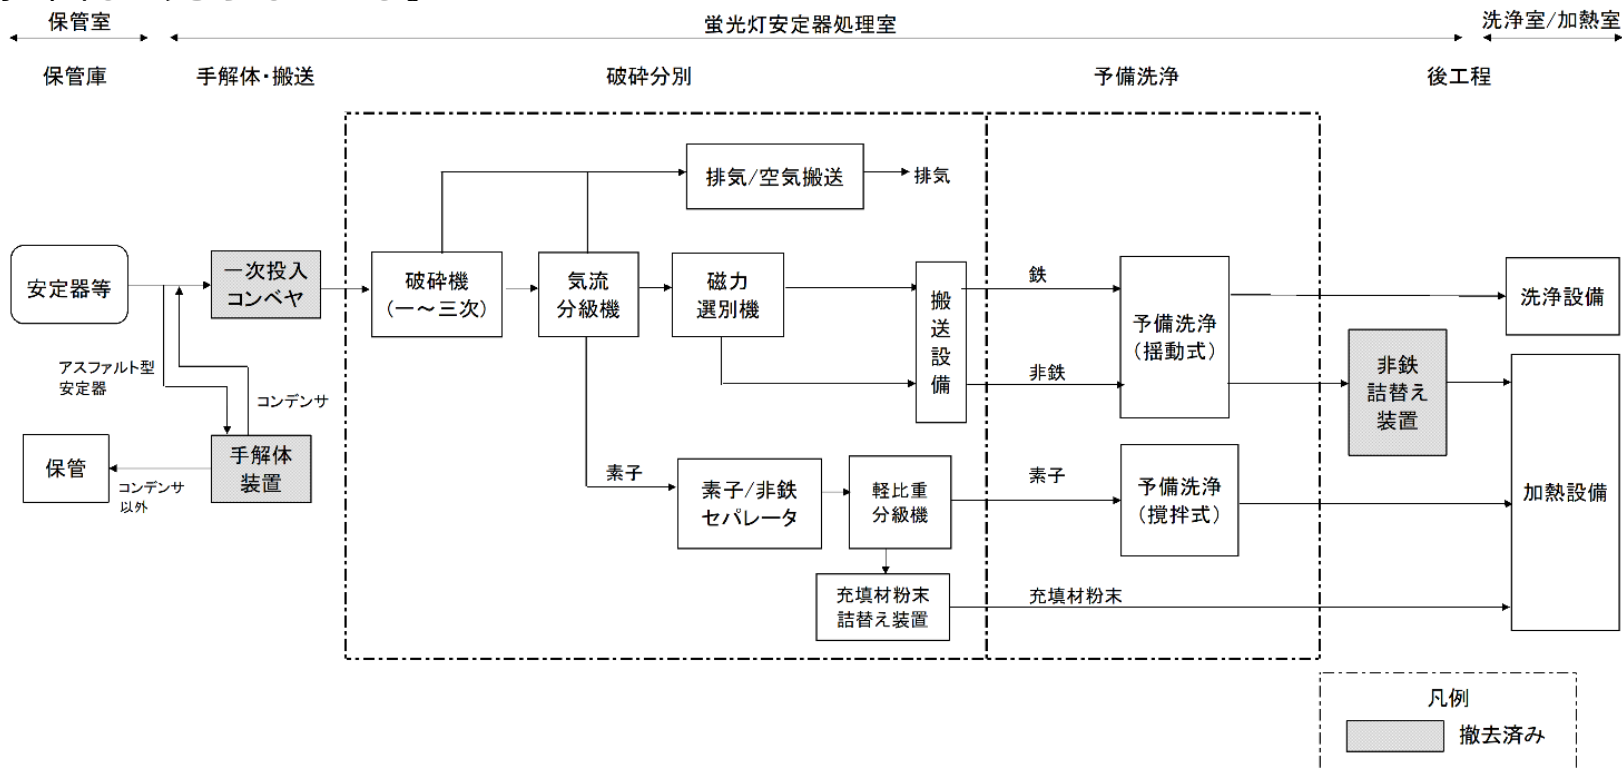 保管室
蛍光灯安定器処理室
洗浄室/加熱室
保管庫
手解体・搬送
破砕分別
予備洗浄
後工程
排気/空気搬送
排気
安定器等
一次投入
コンベヤ
破砕機
(一～三次)
気流
分級機
磁力
選別機
搬
送
設
備
鉄
非鉄
予備洗浄
(揺動式)
洗浄設備
非鉄
詰替え
装置
アスファルト型
安定器
コンデンサ
保管
コンデンサ
以外
手解体
装置
素子
素子/非鉄
セパレータ
軽比重
分級機
素子
予備洗浄
(撹拌式)
加熱設備
充填材粉末
詰替え装置
充填材粉末
凡例
撤去済み